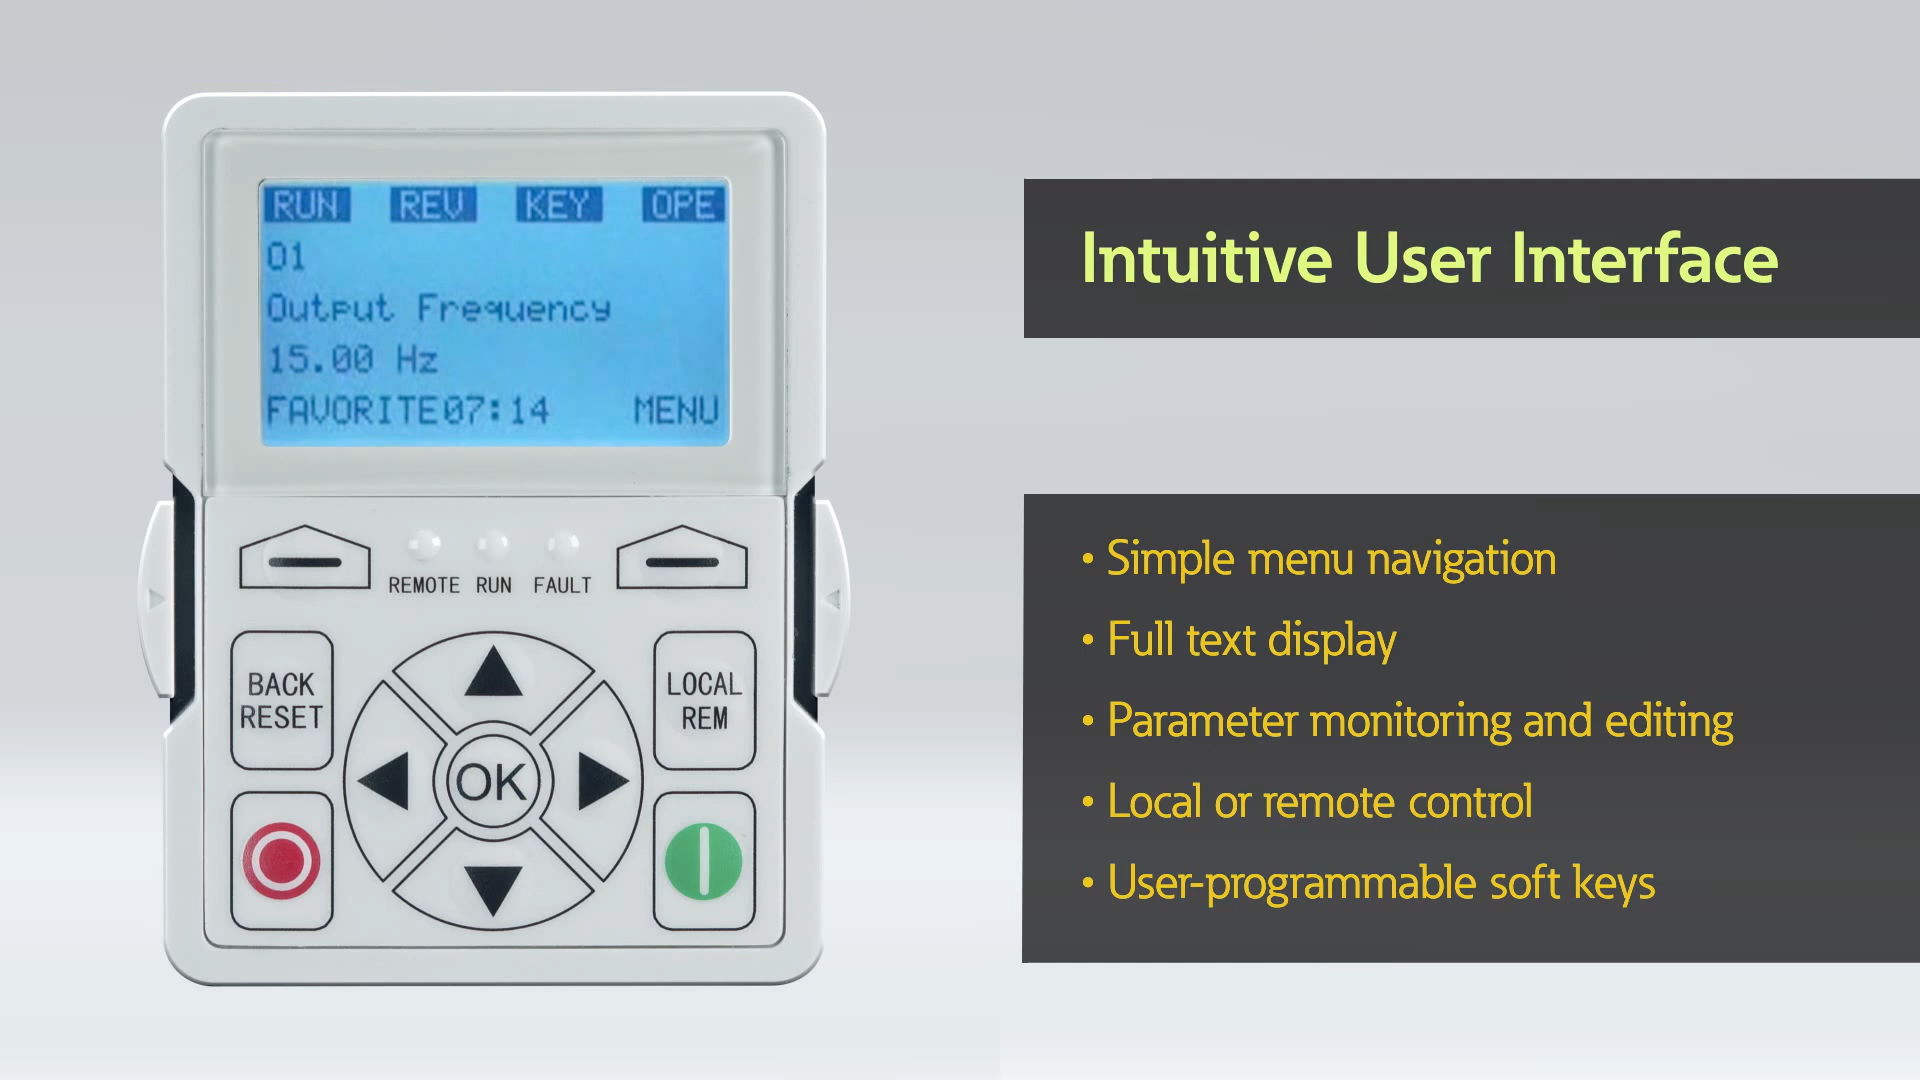 RUN REV KEY OPE
01
Output Frequency
15.00 Hz
FAVORITE07:14 MENU
REMOTE RUN FAULT
BACK
RESET
LOCAL
REM
OK
Intuitive User Interface
• Simple menu navigation
• Full text display
• Parameter monitoring and editing
• Local or remote control
• User-programmable soft keys